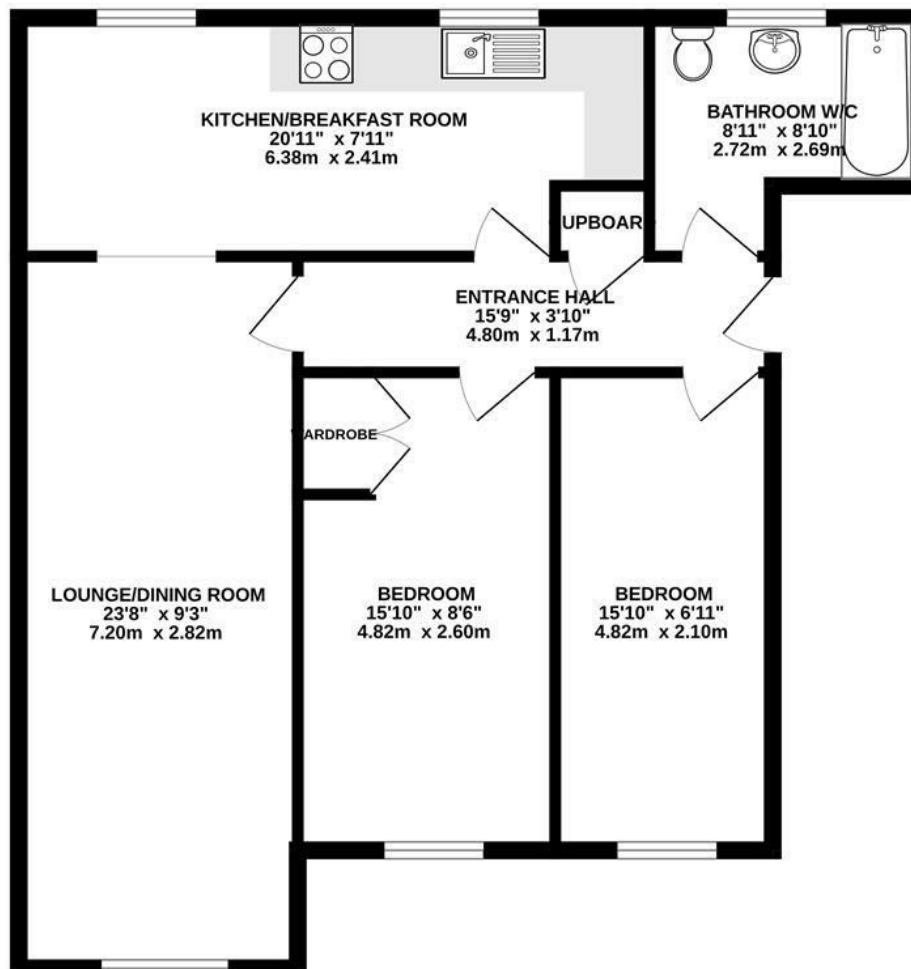 KITCHEN/BREAKFAST ROOM
20'11" x 7'11"
6.38m x 2.41m
BATHROOM W/C
8'11" x 8'10"
2.72m x 2.69m
UPBOAR
ENTRANCE HALL
15'9" x 3'10"
4.80m x 1.17m
ARDROBE
LOUNGE/DINING ROOM
23'8" x 9'3"
7.20m x 2.82m
BEDROOM
15'10" x 8'6"
4.82m x 2.60m
BEDROOM
15'10" x 6'11"
4.82m x 2.10m